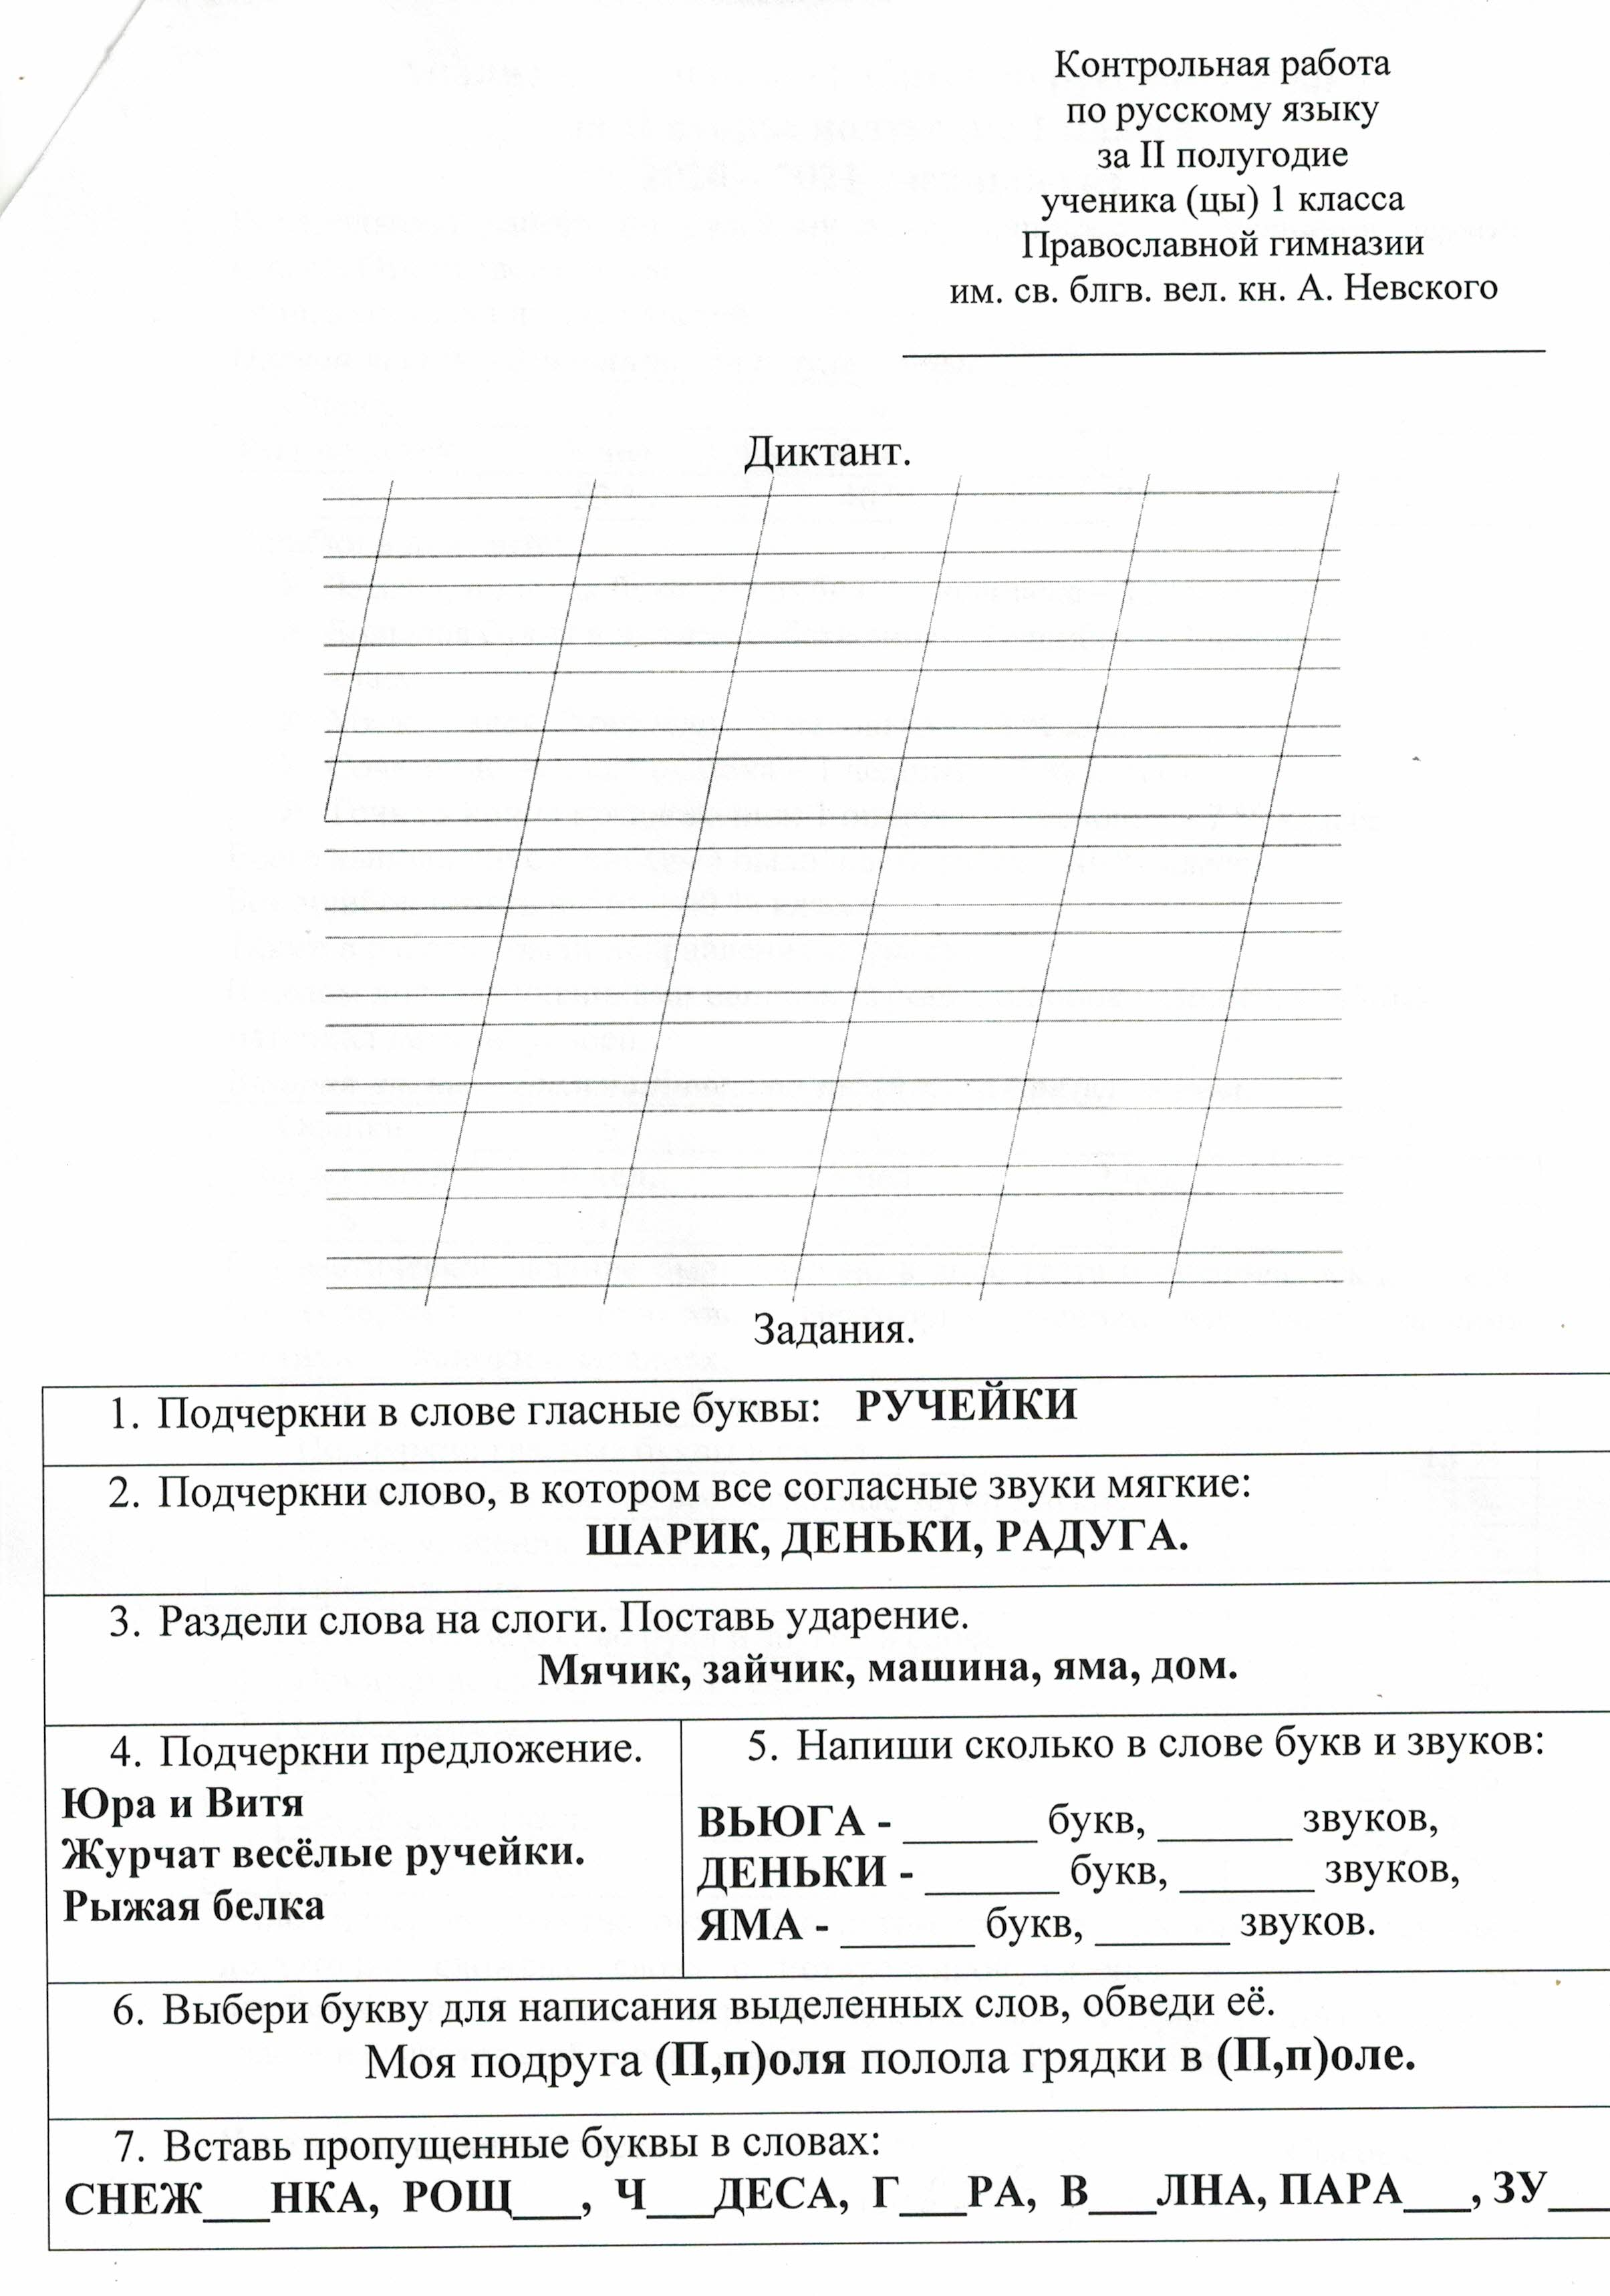 Контрольная работа
по русскому языку
за II полугодие
ученика (цы) 1 класса
Православной гимназии
им. св. блгв. вел. кн. А. Невского
Диктант.
Задания.
1. Подчеркни в слове гласные буквы: РУЧЕЙКИ
2. Подчеркни слово, в котором все согласные звуки мягкие:
ШАРИК, ДЕНЬКИ, РАДУГА.
3. Раздели слова на слоги. Поставь ударение.
Мячик, зайчик, машина, яма, дом.
4. Подчеркни предложение.
Юра и Витя
Журчат весёлые ручейки.
Рыжая белка
5. Напиши сколько в слове букв и звуков:
ВЬЮГА - ______ букв, ______ звуков,
ДЕНЬКИ - ______ букв, ______ звуков,
ЯМА - ______ букв, ______ звуков.
6. Выбери букву для написания выделенных слов, обведи её.
Моя подруга (П,п)оля полола грядки в (П,п)оле.
7. Вставь пропущенные буквы в словах:
СНЕЖ___НКА, РОЩ___, Ч___ДЕСА, Г___РА, В___ЛНА, ПАРА___, ЗУ___